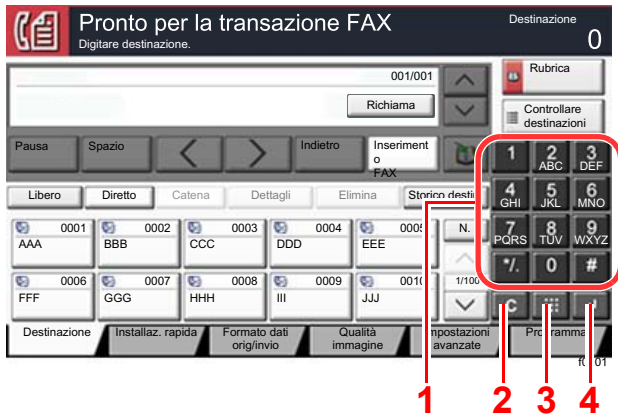 Pronto per la transazione FAX
Digitare destinazione.
Destinazione
0
001/001
Richiama
Rubrica
Controllare
destinazioni
Pausa
Spazio
Indietro
Inseriment
o
FAX
1
2
ABC
3
DEF
4
GHI
5
JKL
6
MNO
7
PQRS
8
TUV
9
WXYZ
*/.
0
#
Libero
Diretto
Catena
Dettagli
Elimina
Storico destin
N.
0001
AAA
0002
BBB
0003
CCC
0004
DDD
0005
EEE
0006
FFF
0007
GGG
0008
HHH
0009
III
0010
JJJ
1/100
C
Destinazione
Installaz. rapida
Formato dati
orig/invio
Qualità
immagine
Impostazioni
avanzate
Programma
1
2
3
4